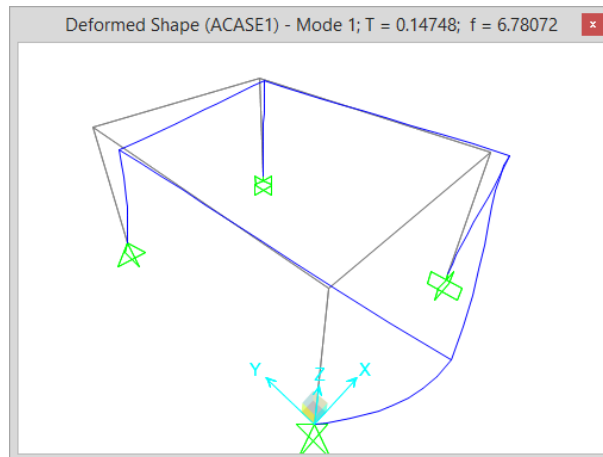 Deformed Shape (ACASE1) - Mode 1; T = 0.14748;  f = 6.78072
x
Y
Z
X